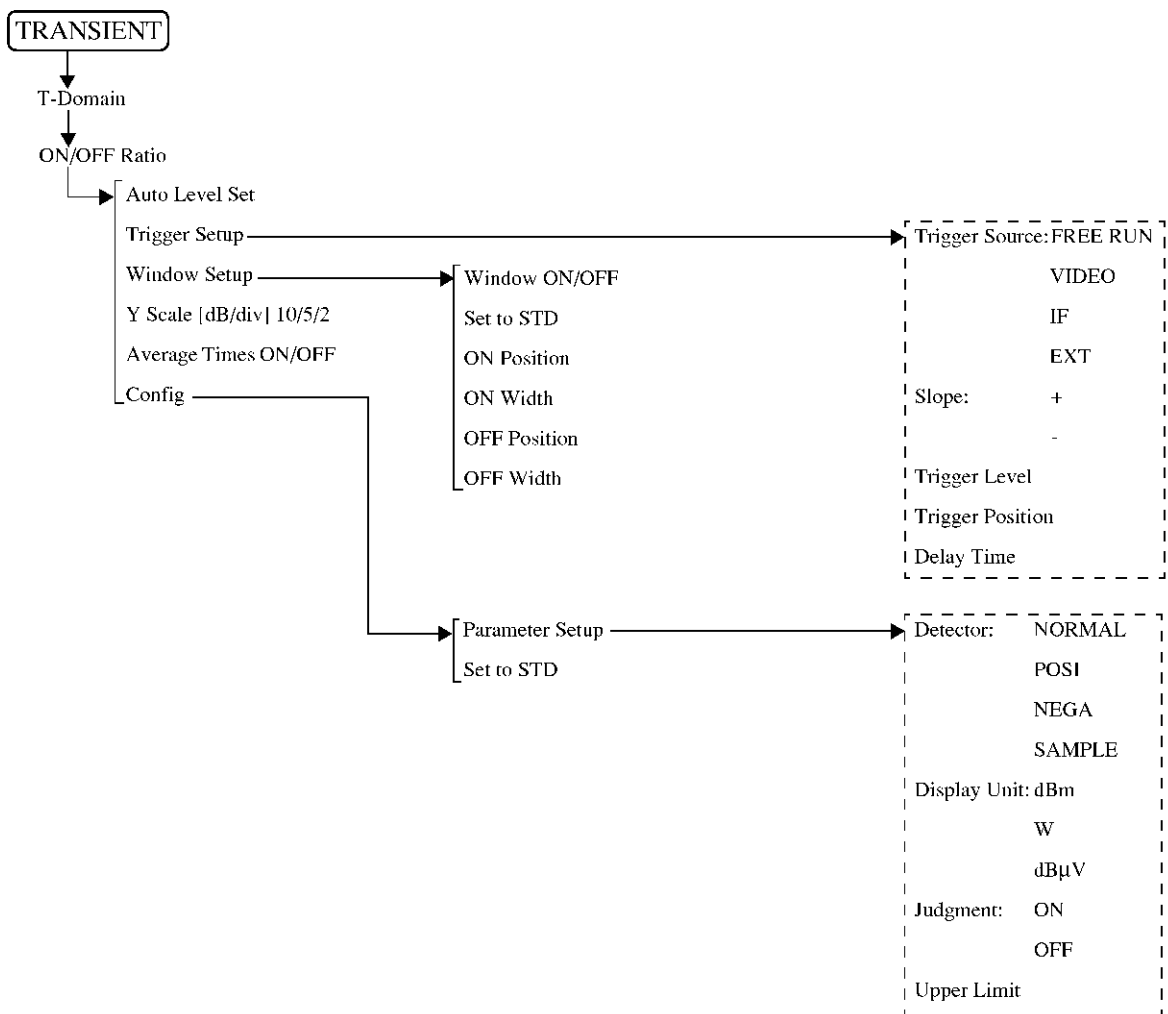 TRANSIENT
T-Domain
ON/OFF Ratio
Auto Level Set
Trigger Setup
Window Setup
Y Scale [dB/div] 10/5/2
Average Times ON/OFF
Config
Window ON/OFF
Set to STD
ON Position
ON Width
OFF Position
OFF Width
Trigger Source: FREE RUN
VIDEO
IF
EXT
Slope: +
-
Trigger Level
Trigger Position
Delay Time
Parameter Setup
Set to STD
Detector: NORMAL
POSI
NEGA
SAMPLE
Display Unit: dBm
W
dBμV
Judgment: ON
OFF
Upper Limit